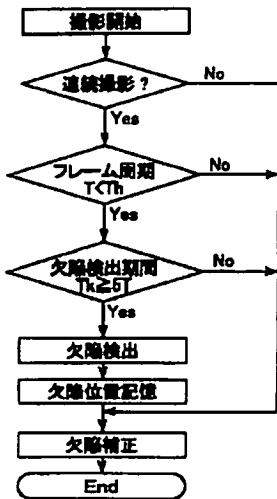 撮影開始
連続撮影？
No
Yes
フレーム周期
T<Th
No
Yes
欠陥検出期間
Tk≧5T
No
Yes
欠陥検出
欠陥位置記憶
欠陥補正
End